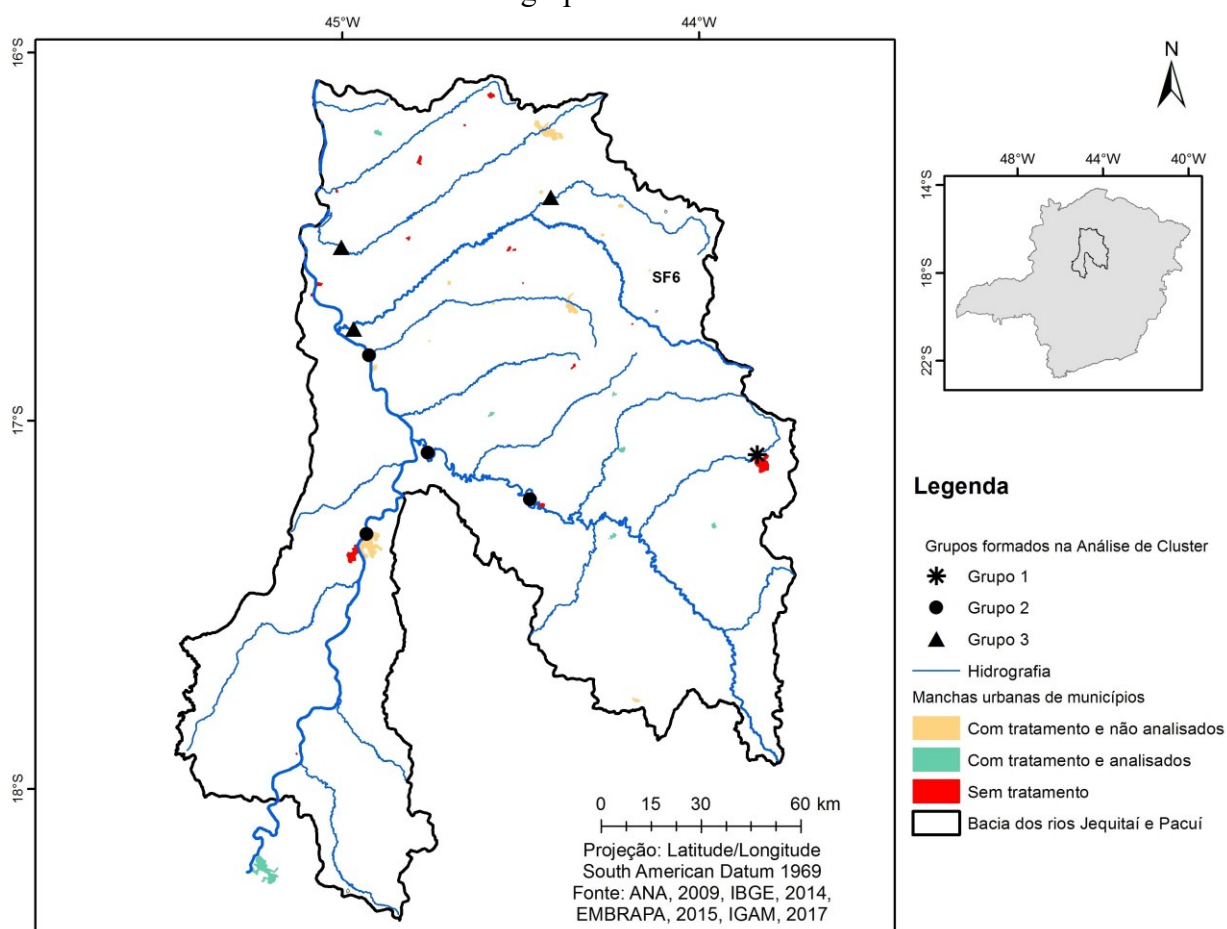 45°W
44°W
16°S
17°S
18°S
SF6
N
48°W
44°W
40°W
14°S
18°S
22°S
Legenda
Grupos formados na Análise de Cluster
Grupo 1
Grupo 2
Grupo 3
Hidrografia
Manchas urbanas de municípios
Com tratamento e não analisados
Com tratamento e analisados
Sem tratamento
Bacia dos rios Jequitaí e Pacuí
0 15 30 60 km
Projeção: Latitude/Longitude
South American Datum 1969
Fonte: ANA, 2009, IBGE, 2014,
EMBRAPA, 2015, IGAM, 2017